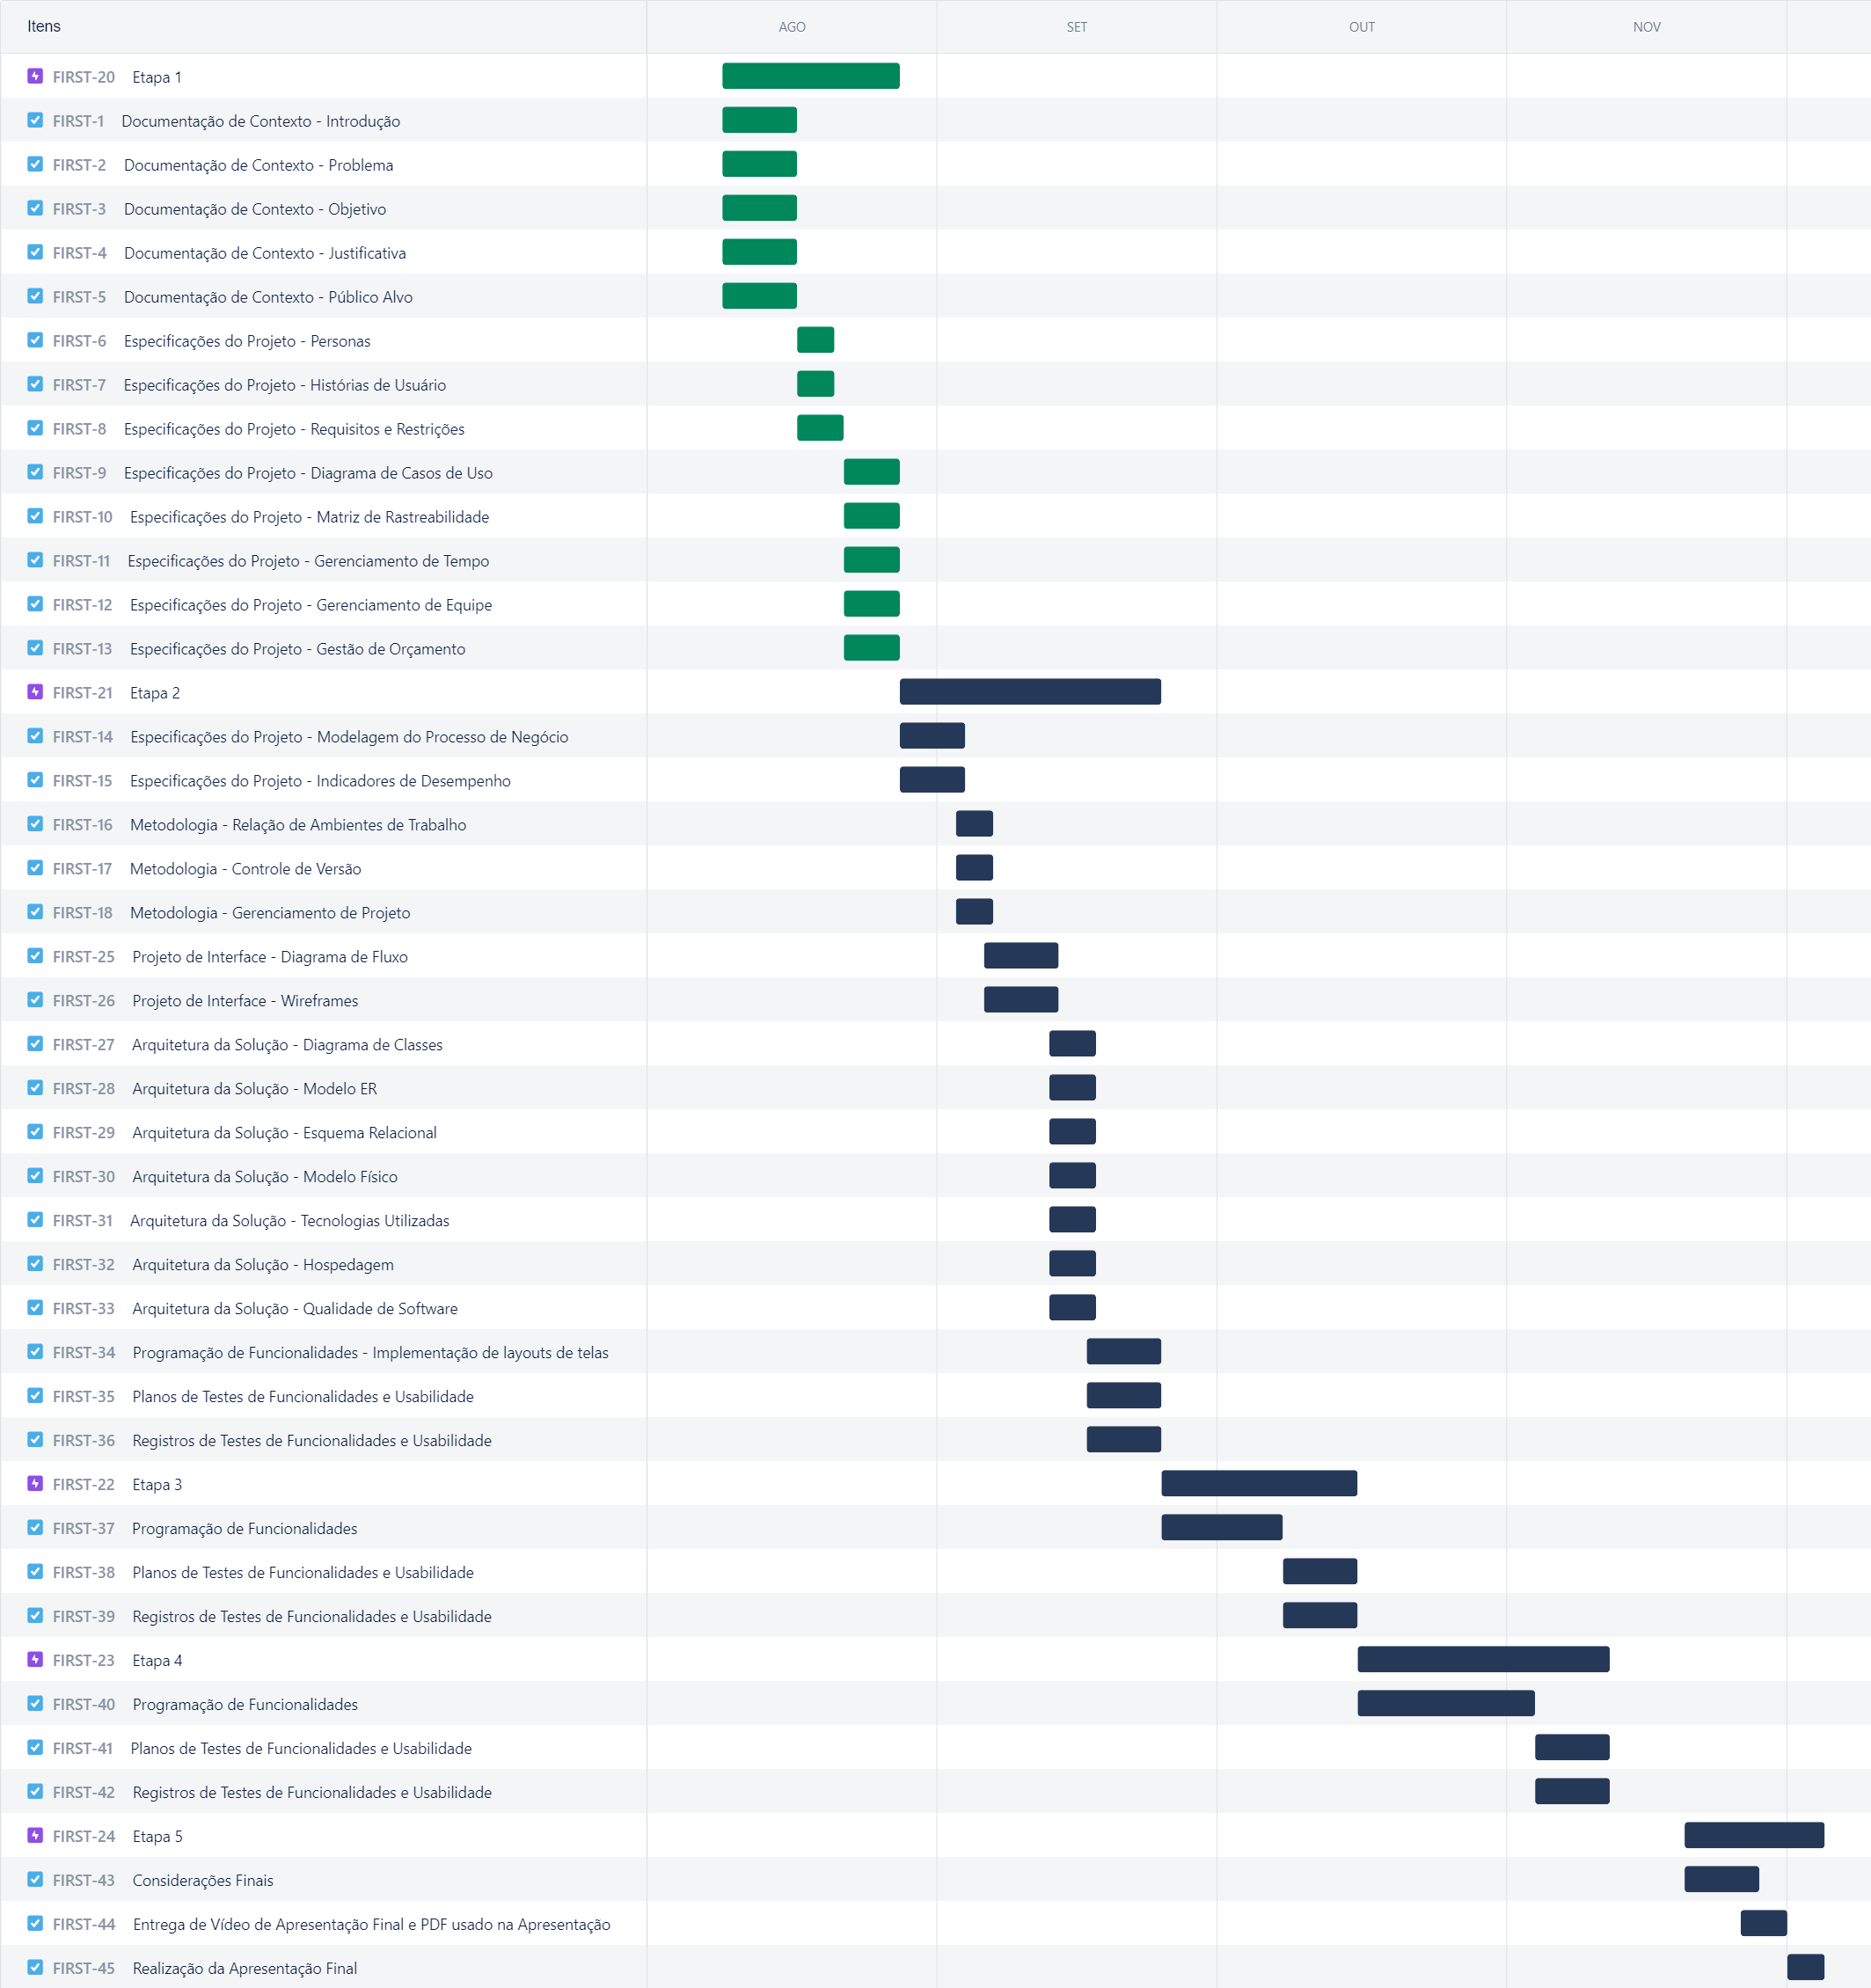 Itens AGO SET OUT NOV
FIRST-20 Etapa 1
FIRST-1 Documentação de Contexto - Introdução
FIRST-2 Documentação de Contexto - Problema
FIRST-3 Documentação de Contexto - Objetivo
FIRST-4 Documentação de Contexto - Justificativa
FIRST-5 Documentação de Contexto - Público Alvo
FIRST-6 Especificações do Projeto - Personas
FIRST-7 Especificações do Projeto - Histórias de Usuário
FIRST-8 Especificações do Projeto - Requisitos e Restrições
FIRST-9 Especificações do Projeto - Diagrama de Casos de Uso
FIRST-10 Especificações do Projeto - Matriz de Rastreabilidade
FIRST-11 Especificações do Projeto - Gerenciamento de Tempo
FIRST-12 Especificações do Projeto - Gerenciamento de Equipe
FIRST-13 Especificações do Projeto - Gestão de Orçamento
FIRST-21 Etapa 2
FIRST-14 Especificações do Projeto - Modelagem do Processo de Negócio
FIRST-15 Especificações do Projeto - Indicadores de Desempenho
FIRST-16 Metodologia - Relação de Ambientes de Trabalho
FIRST-17 Metodologia - Controle de Versão
FIRST-18 Metodologia - Gerenciamento de Projeto
FIRST-25 Projeto de Interface - Diagrama de Fluxo
FIRST-26 Projeto de Interface - Wireframes
FIRST-27 Arquitetura da Solução - Diagrama de Classes
FIRST-28 Arquitetura da Solução - Modelo ER
FIRST-29 Arquitetura da Solução - Esquema Relacional
FIRST-30 Arquitetura da Solução - Modelo Físico
FIRST-31 Arquitetura da Solução - Tecnologias Utilizadas
FIRST-32 Arquitetura da Solução - Hospedagem
FIRST-33 Arquitetura da Solução - Qualidade de Software
FIRST-34 Programação de Funcionalidades - Implementação de layouts de telas
FIRST-35 Planos de Testes de Funcionalidades e Usabilidade
FIRST-36 Registros de Testes de Funcionalidades e Usabilidade
FIRST-22 Etapa 3
FIRST-37 Programação de Funcionalidades
FIRST-38 Planos de Testes de Funcionalidades e Usabilidade
FIRST-39 Registros de Testes de Funcionalidades e Usabilidade
FIRST-23 Etapa 4
FIRST-40 Programação de Funcionalidades
FIRST-41 Planos de Testes de Funcionalidades e Usabilidade
FIRST-42 Registros de Testes de Funcionalidades e Usabilidade
FIRST-24 Etapa 5
FIRST-43 Considerações Finais
FIRST-44 Entrega de Vídeo de Apresentação Final e PDF usado na Apresentação
FIRST-45 Realização da Apresentação Final